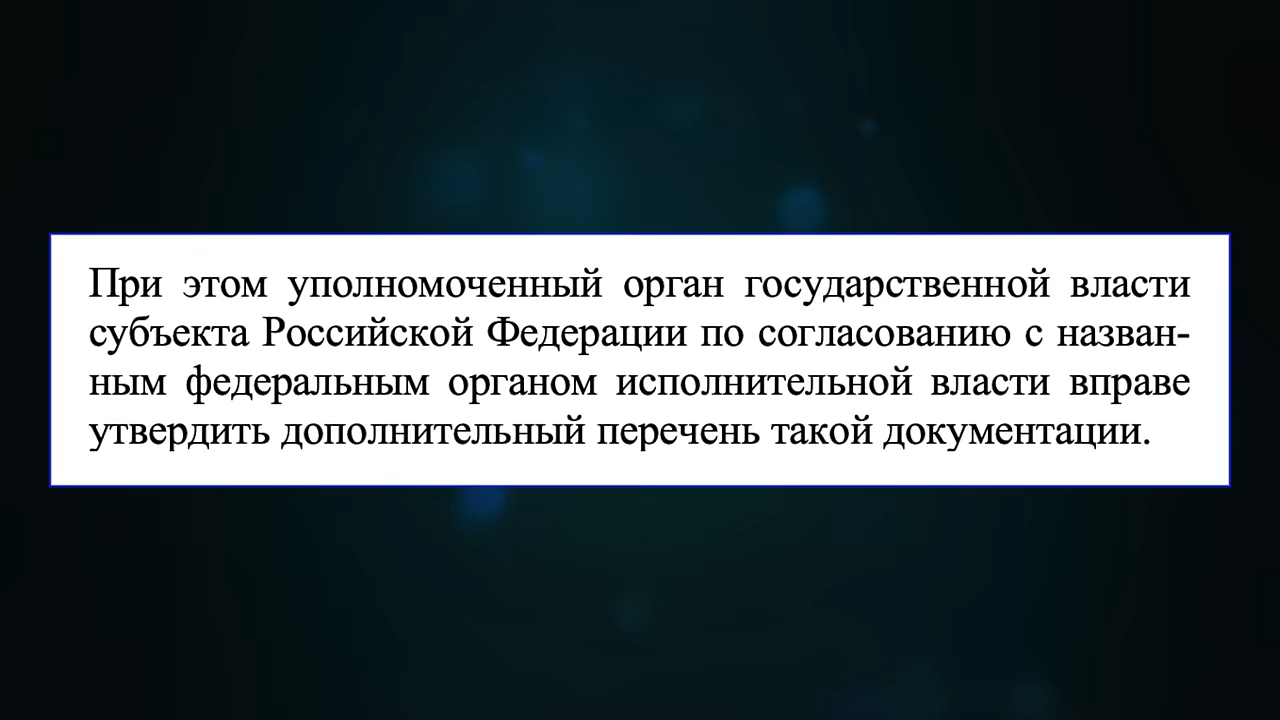 При этом уполномоченный орган государственной власти
субъекта Российской Федерации по согласованию с назван-
ным федеральным органом исполнительной власти вправе
утвердить дополнительный перечень такой документации.